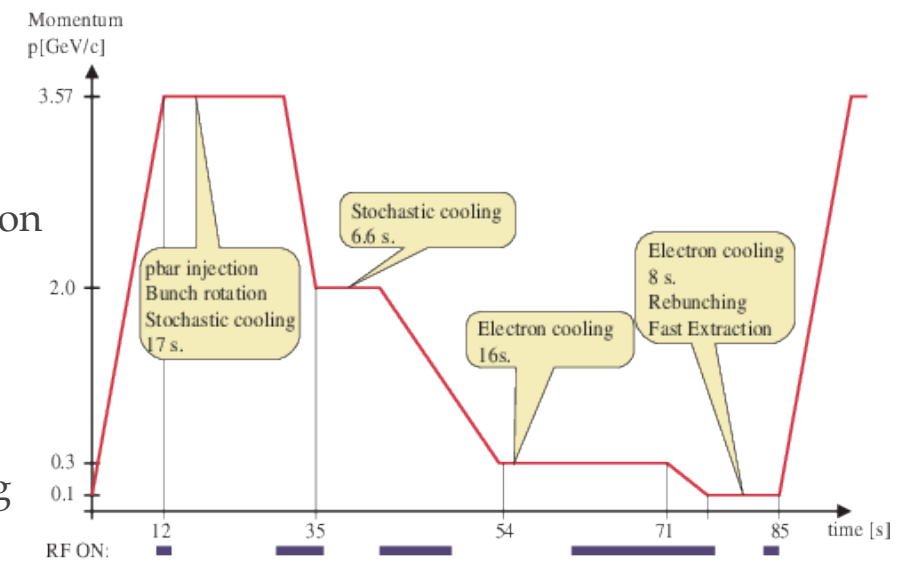 Momentum
p[GeV/c]
3.57
on
Stochastic cooling
6.6 s.
Electron cooling
8 s.
Rebunching
Fast Extraction
pbar injection
Bunch rotation
Stochastic cooling
17 s.
2.0
Electron cooling
16s.
0.3
g
0.1
12 35 54 71 85 time [s]
RF ON: